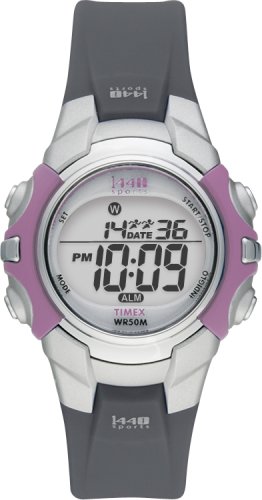 1440
sports
1440
sports
W
SET
START/STOP
14 36
DATE
PM 10:09
MODE
INDIGLO
ALM
TIMEX
WR50M
1440
sports